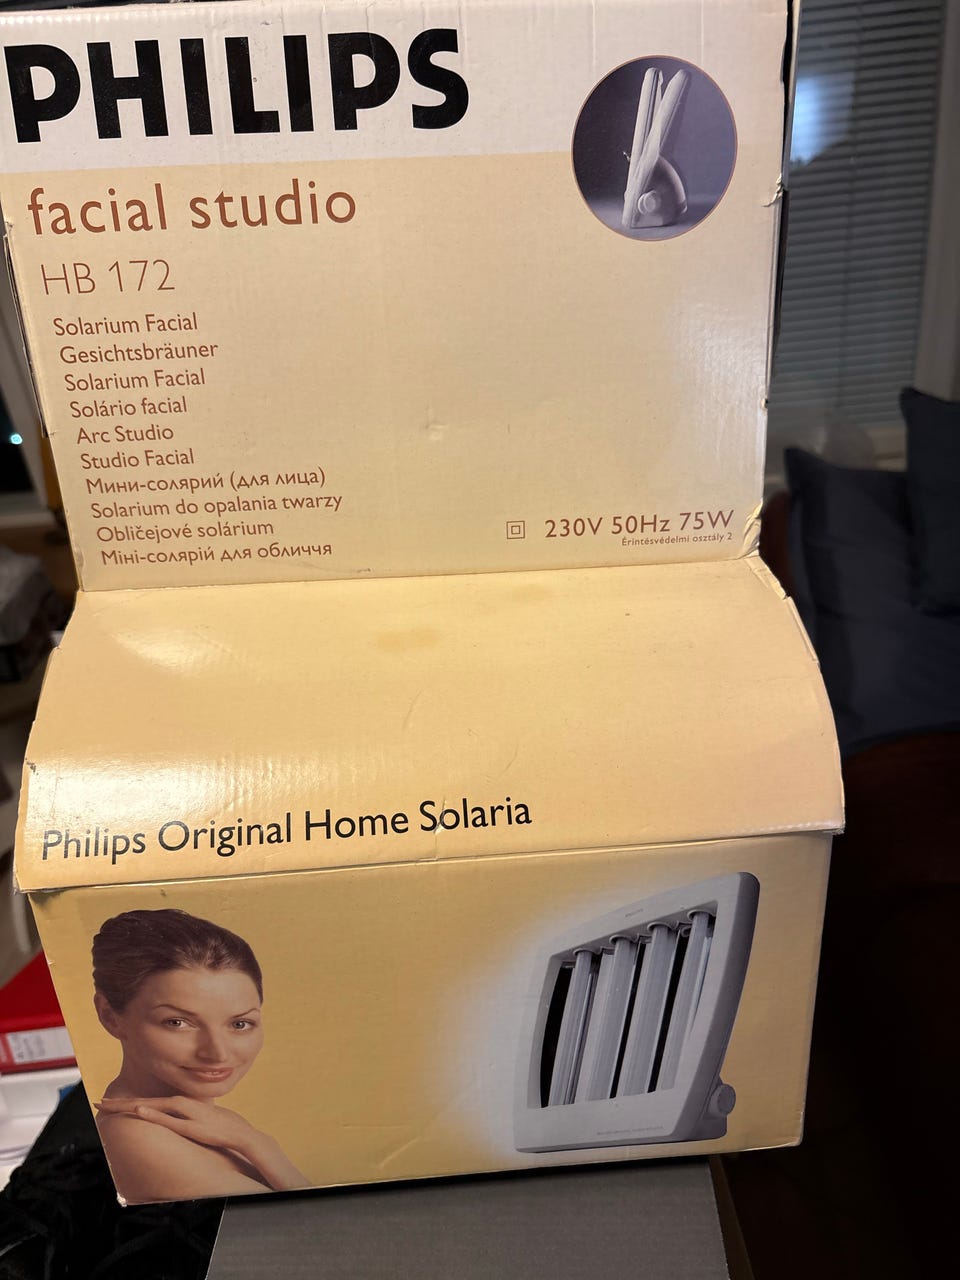 PHILIPS
facial studio
HB 172
Solarium Facial
Gesichtsbräuner
Solarium Facial
Solário facial
Arc Studio
Studio Facial
Мини-солярий (для лица)
Solarium do opalania twarzy
Obličejové solárium
Міні-солярій для обличчя
230V 50Hz 75W
Érintésvédelmi osztály 2
Philips Original Home Solaria